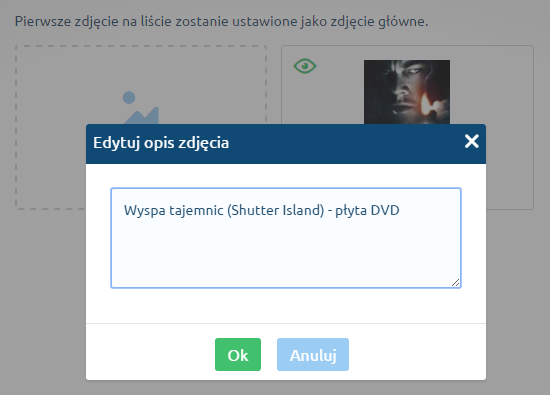 Pierwsze zdjęcie na liście zostanie ustawione jako zdjęcie główne.
Edytuj opis zdjęcia
Wyspa tajemnic (Shutter Island) - płyta DVD
Ok
Anuluj